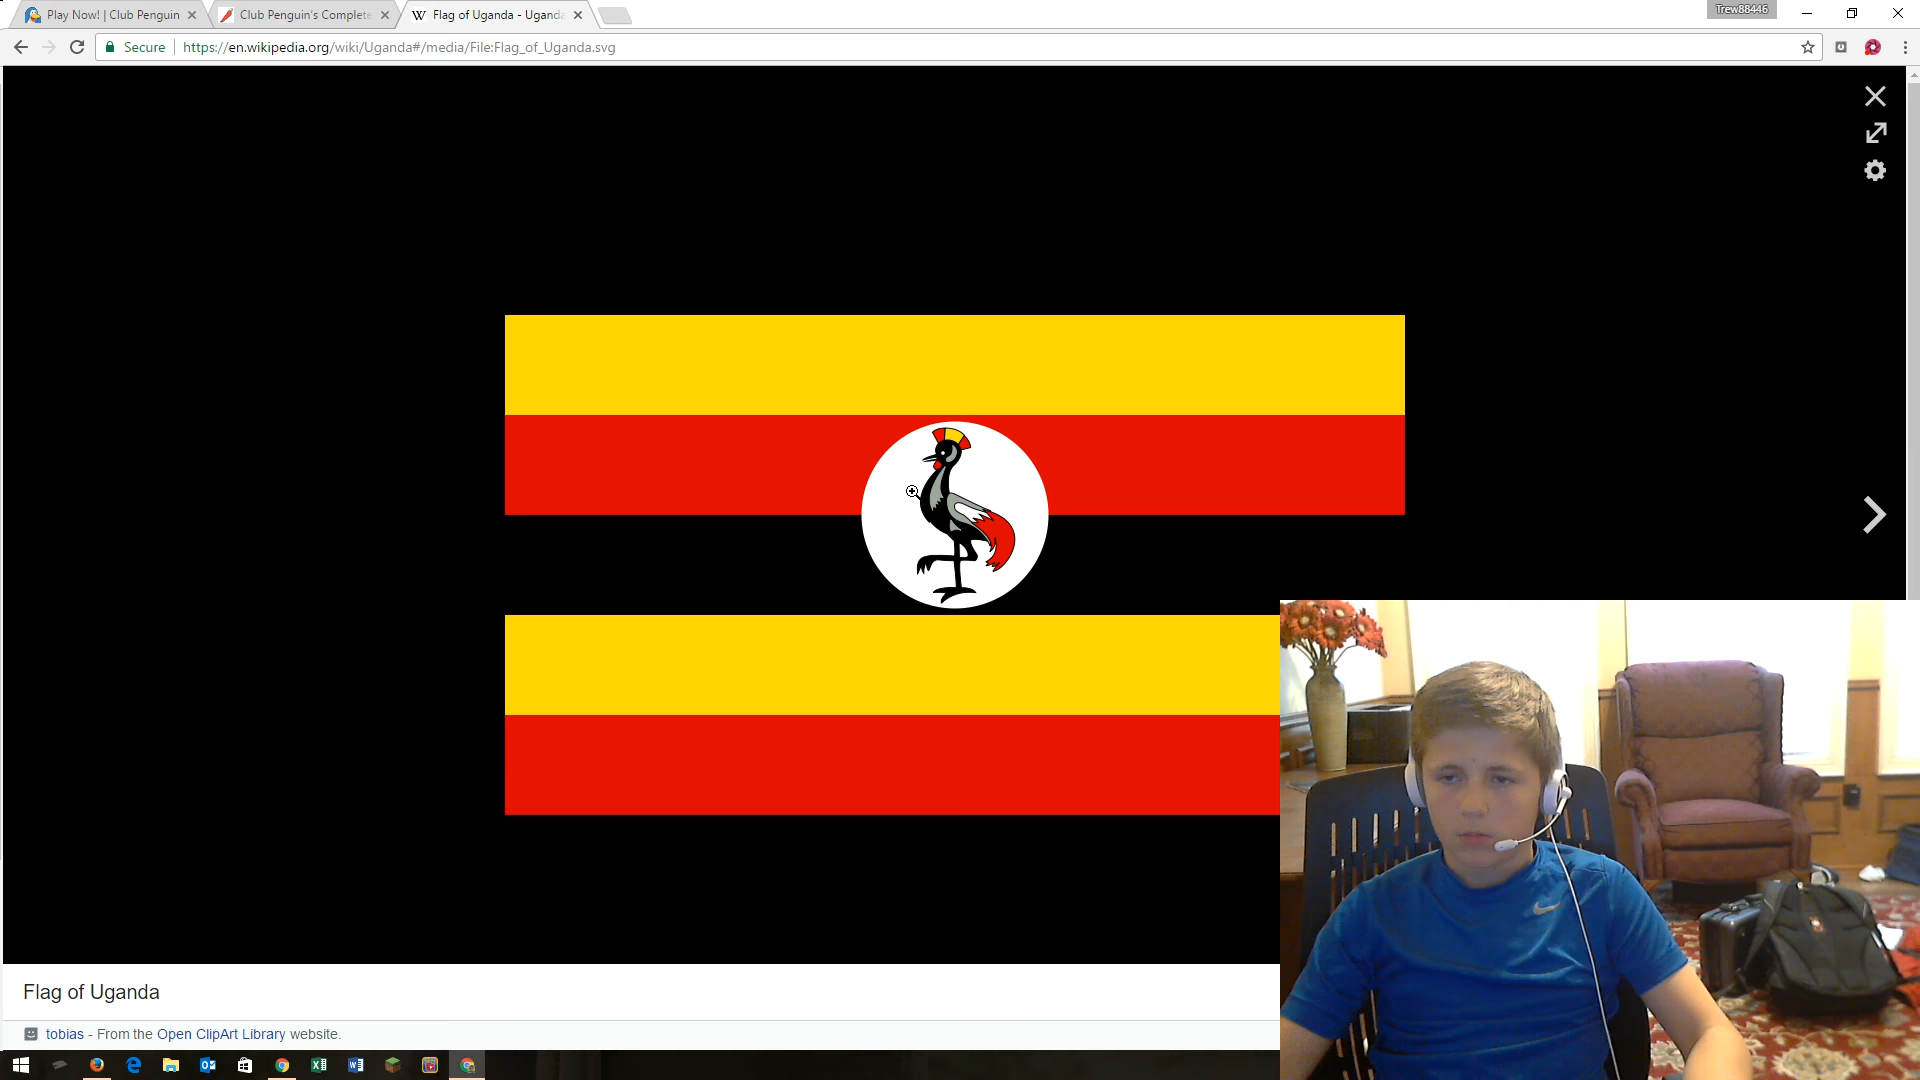 Play Now! | Club Penguin
Club Penguin's Complete
Flag of Uganda - Uganda
Trew88446
Secure
https://en.wikipedia.org/wiki/Uganda#/media/File:Flag_of_Uganda.svg
Flag of Uganda
tobias - From the Open ClipArt Library website.